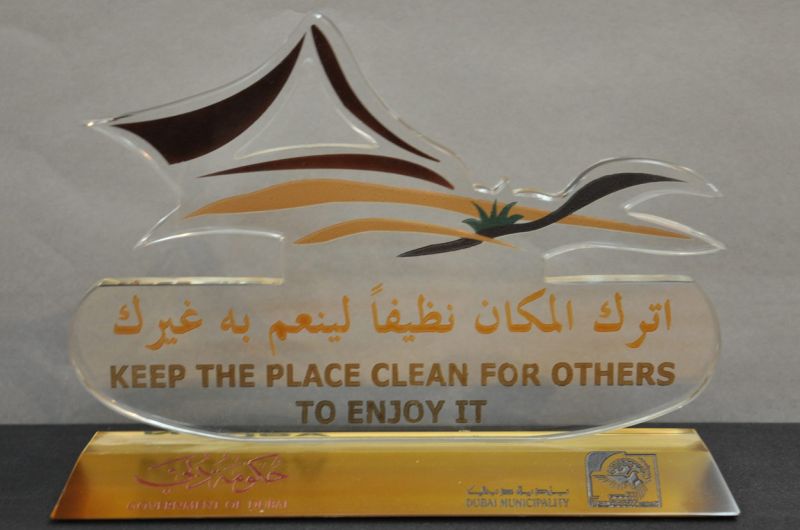 اترك المكان نظيفاً لينعم به غيرك
KEEP THE PLACE CLEAN FOR OTHERS
TO ENJOY IT
حكومة دبي
GOVERNMENT OF DUBAI
بلدية دبي
DUBAI MUNICIPALITY